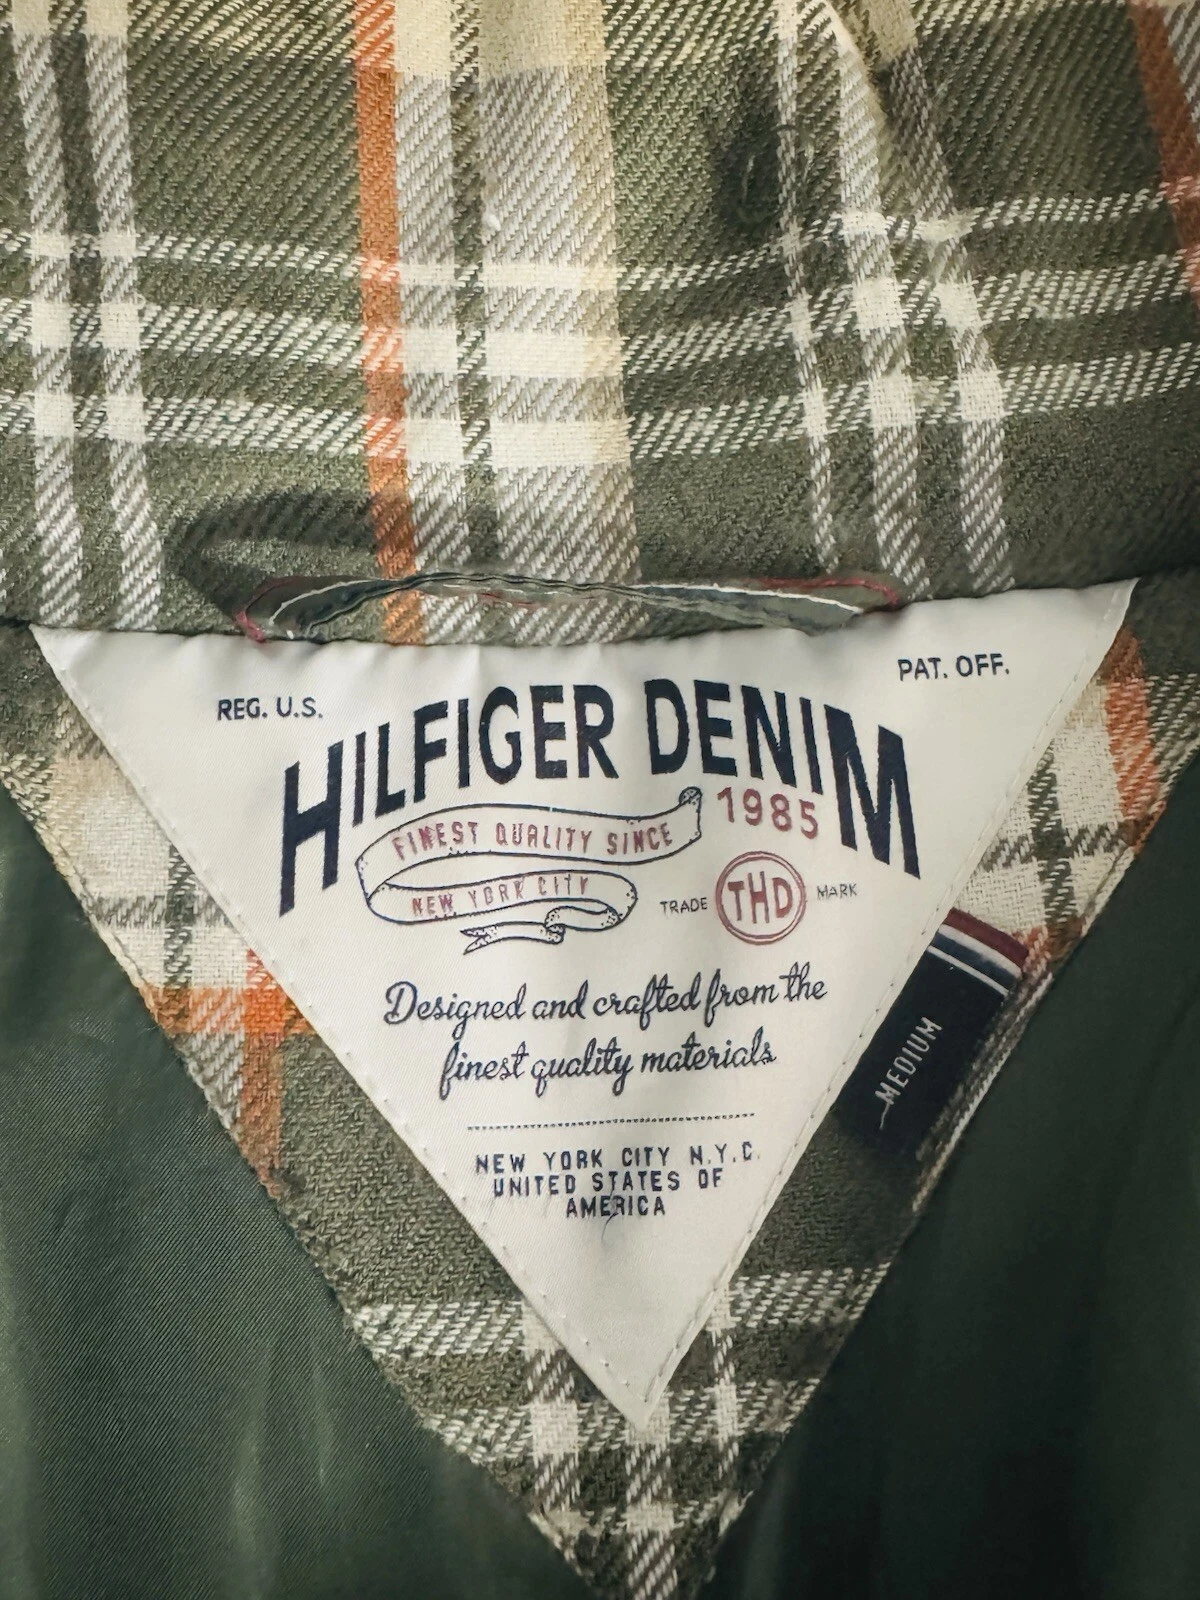 REG. U.S.
PAT. OFF.
HILFIGER DENIM
FINEST QUALITY SINCE
1985
NEW YORK CITY
TRADE
THD
MARK
Designed and crafted from the
finest quality materials
NEW YORK CITY N.Y.C.
UNITED STATES OF
AMERICA
MEDIUM